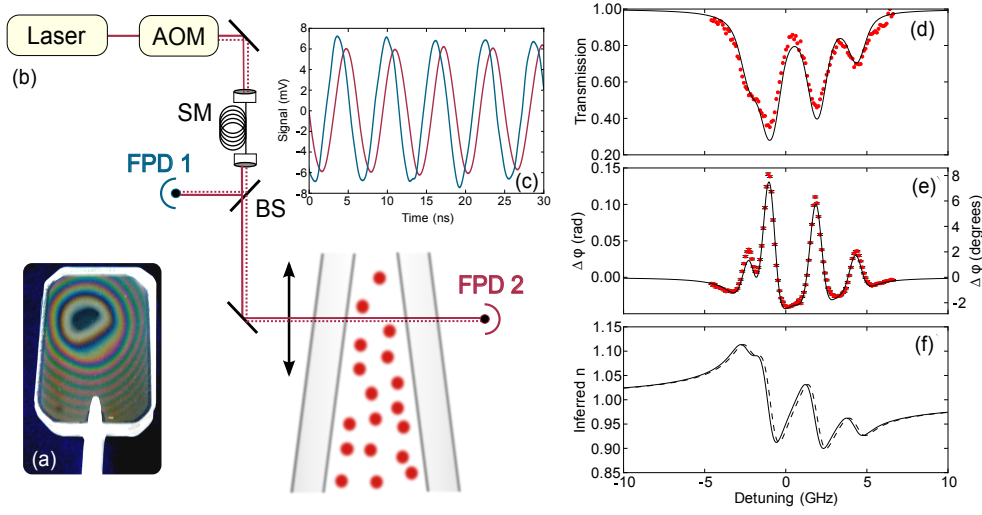 Laser
AOM
(b)
SM
FPD 1
BS
FPD 2
(a)
Signal (mV)
8
6
4
2
0
-2
4
6
-8
0
5
10
15
20
25
30
Time (ns)
(c)
Transmission
1.00
0.80
0.60
0.40
0.20
(d)
Δ φ (rad)
0.15
0.10
0.05
0.00
(e)
8
6
4
2
0
-2
Δ φ (degrees)
Inferred n
1.15
1.10
1.05
1.00
0.95
0.90
0.85
(f)
-10
-5
0
5
10
Detuning (GHz)